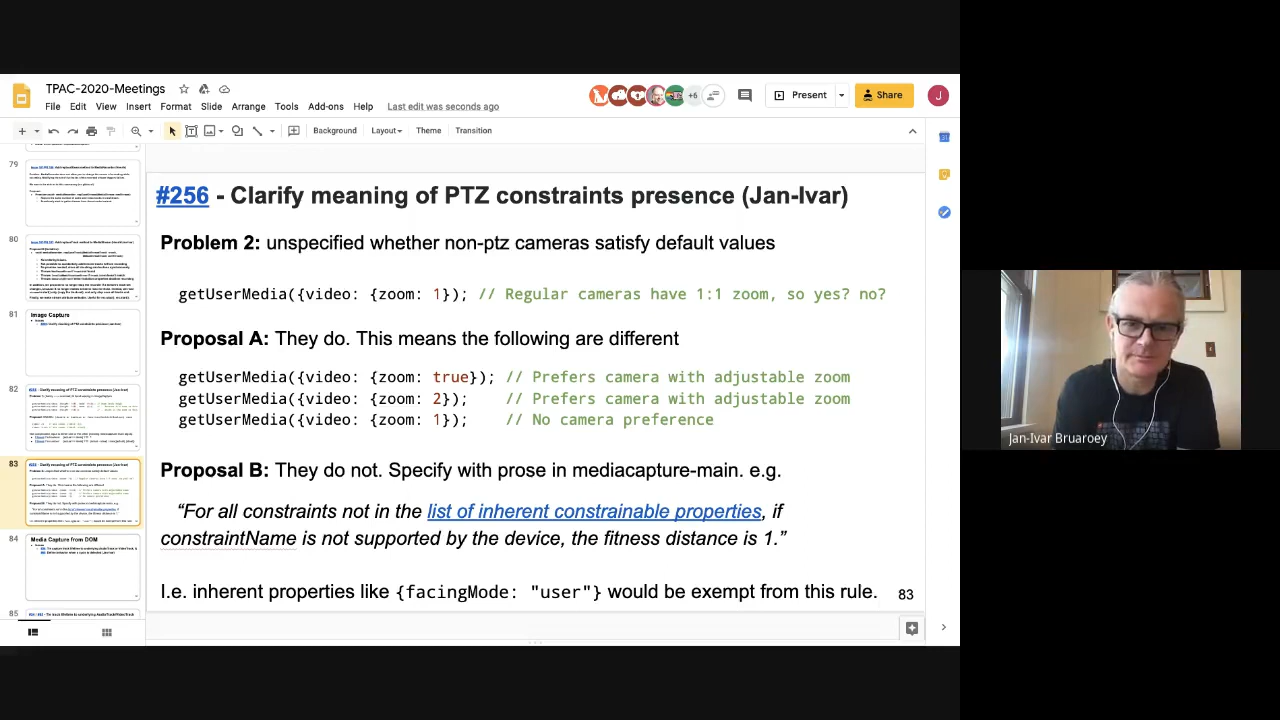 TPAC-2020-Meetings
File Edit View Insert Format Slide Arrange Tools Add-ons Help Last edit was seconds ago
+6
Present
Share
J
Background Layout Theme Transition
79
80
81
Image Capture
82
83
84
Media Capture from DOM
85
#256 - Clarify meaning of PTZ constraints presence (Jan-Ivar)
Problem 2: unspecified whether non-ptz cameras satisfy default values
getUserMedia({video: {zoom: 1}); // Regular cameras have 1:1 zoom, so yes? no?
Proposal A: They do. This means the following are different
getUserMedia({video: {zoom: true}); // Prefers camera with adjustable zoom
getUserMedia({video: {zoom: 2}); // Prefers camera with adjustable zoom
getUserMedia({video: {zoom: 1}); // No camera preference
Proposal B: They do not. Specify with prose in mediacapture-main. e.g.
“For all constraints not in the list of inherent constrainable properties, if
constraintName is not supported by the device, the fitness distance is 1.”
I.e. inherent properties like {facingMode: "user"} would be exempt from this rule.
83
Jan-Ivar Bruaroey